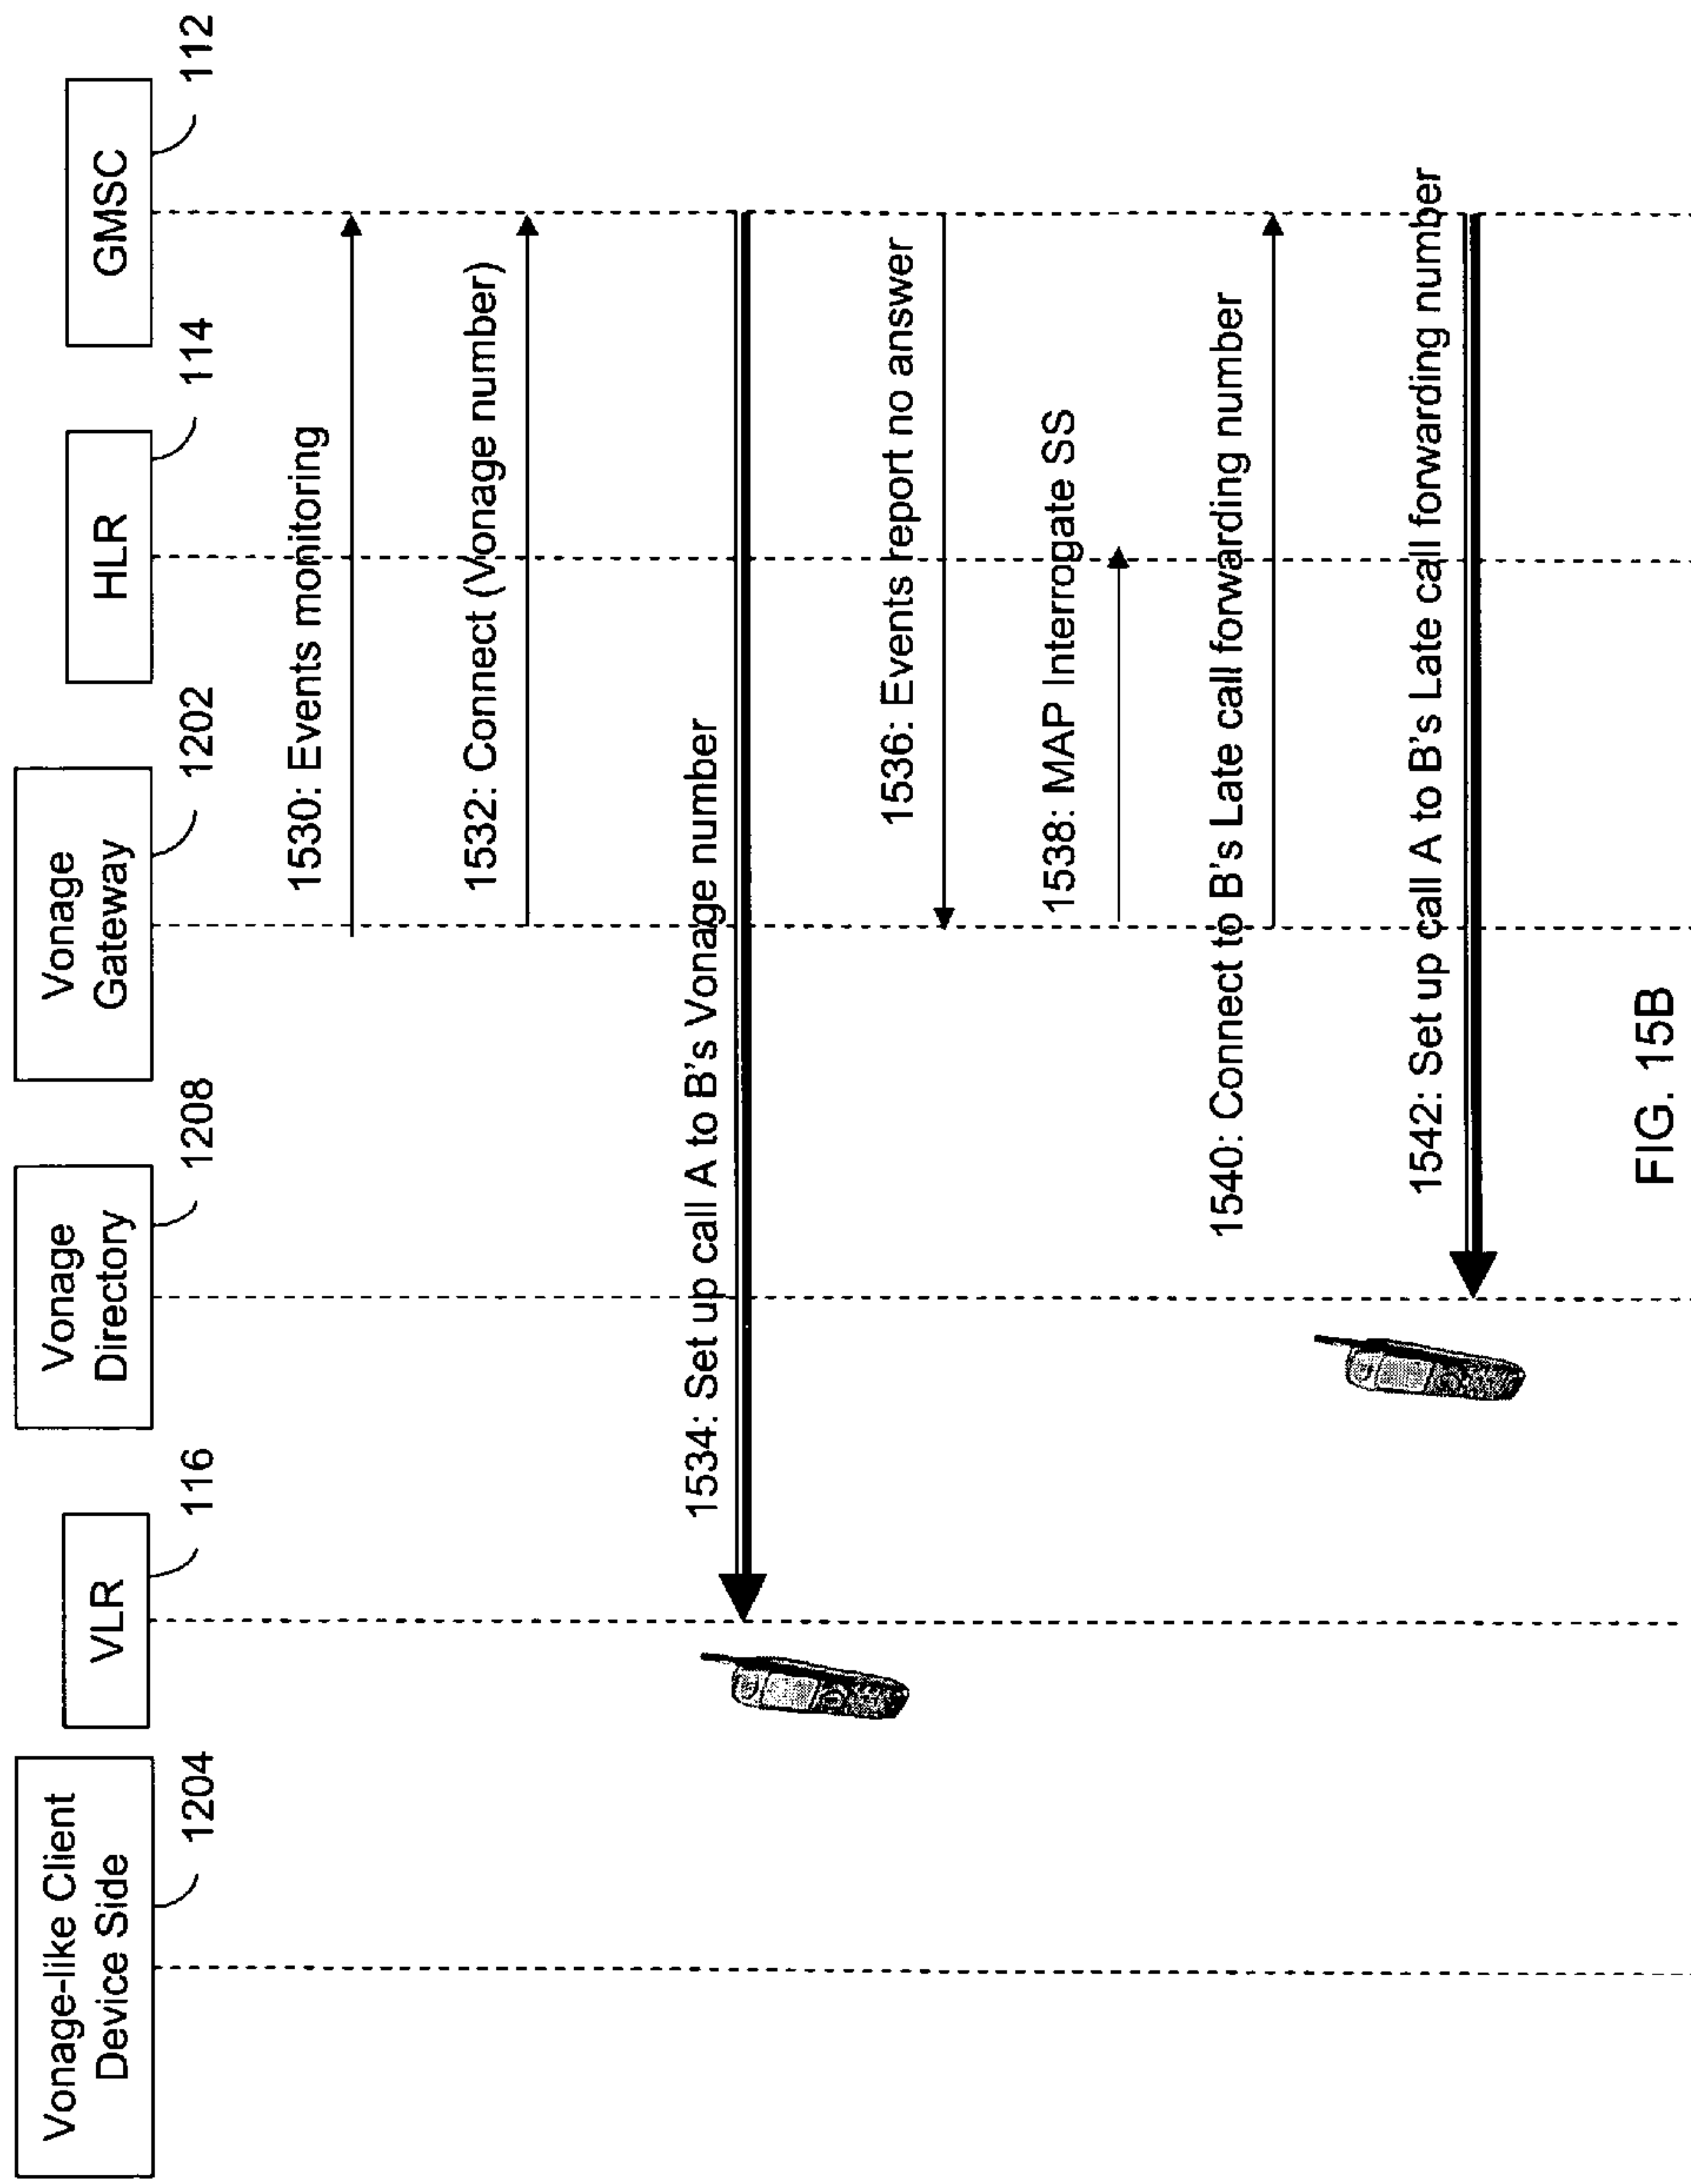 Vonage-like Client
Device Side
1204
VLR
116
Vonage
Directory
1208
Vonage
Gateway
1202
HLR
114
GMSC
112
1530: Events monitoring
1532: Connect (Vonage number)
1534: Set up call A to B's Vonage number
1536: Events report no answer
1538: MAP Interrogate SS
1540: Connect to B's Late call forwarding number
1542: Set up call A to B's Late call forwarding number
FIG. 15B